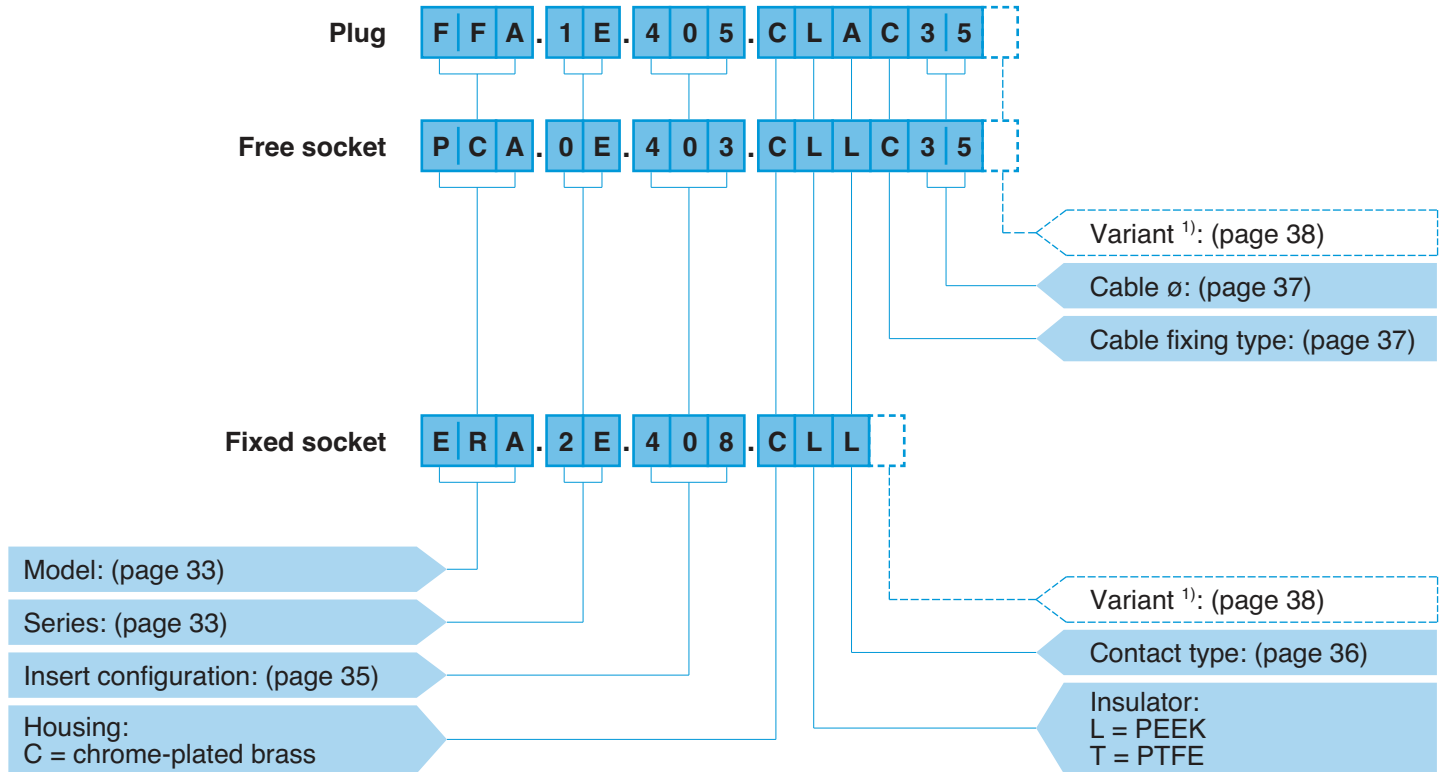 Plug FFA.1E.405.CLAC35
Free socket PCA.0E.403.CLLC35
Variant 1): (page 38)
Cable ø: (page 37)
Cable fixing type: (page 37)
Fixed socket ERA.2E.408.CLL
Model: (page 33)
Series: (page 33)
Insert configuration: (page 35)
Housing:
C = chrome-plated brass
Variant 1): (page 38)
Contact type: (page 36)
Insulator:
L = PEEK
T = PTFE